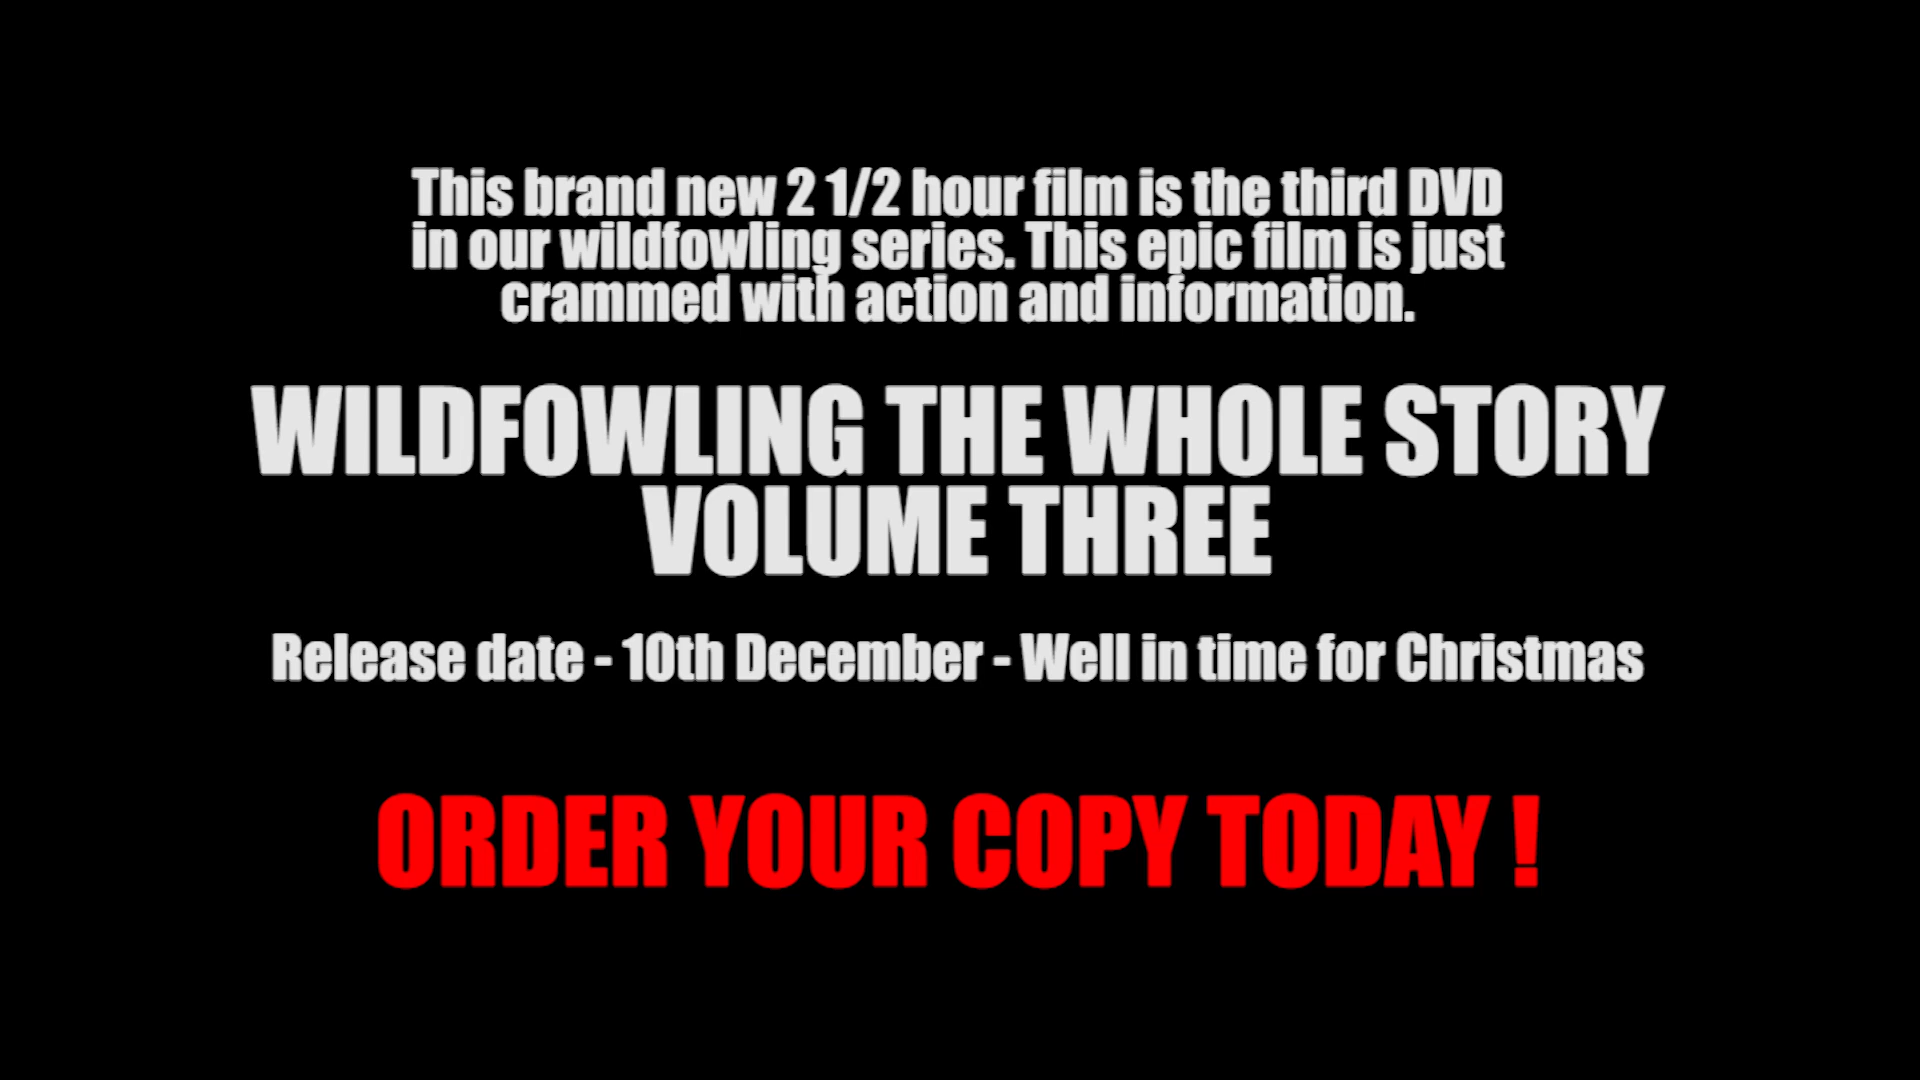 This brand new 2 1/2 hour film is the third DVD
in our wildfowling series. This epic film is just
crammed with action and information.
WILDFOWLING THE WHOLE STORY
VOLUME THREE
Release date - 10th December - Well in time for Christmas
ORDER YOUR COPY TODAY !